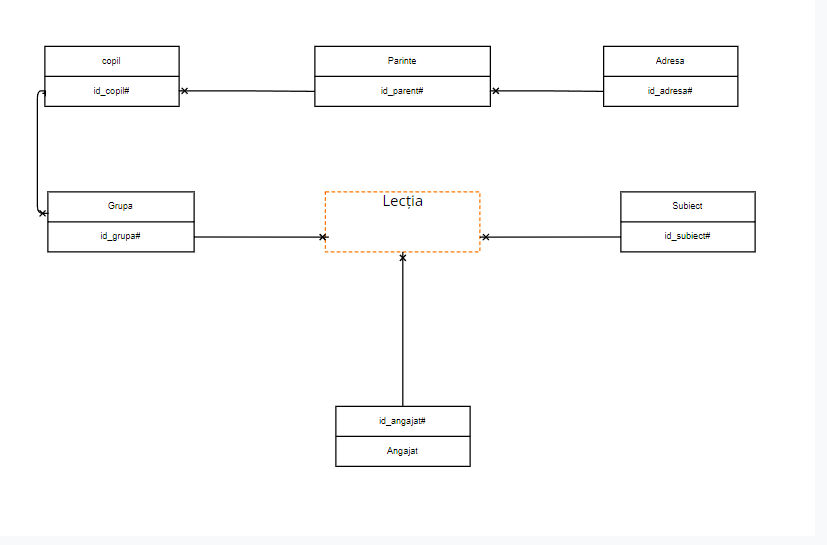 copil
id_copil#
Parinte
id_parent#
Adresa
id_adresa#
Grupa
id_grupa#
Lecția
Subiect
id_subiect#
id_angajat#
Angajat